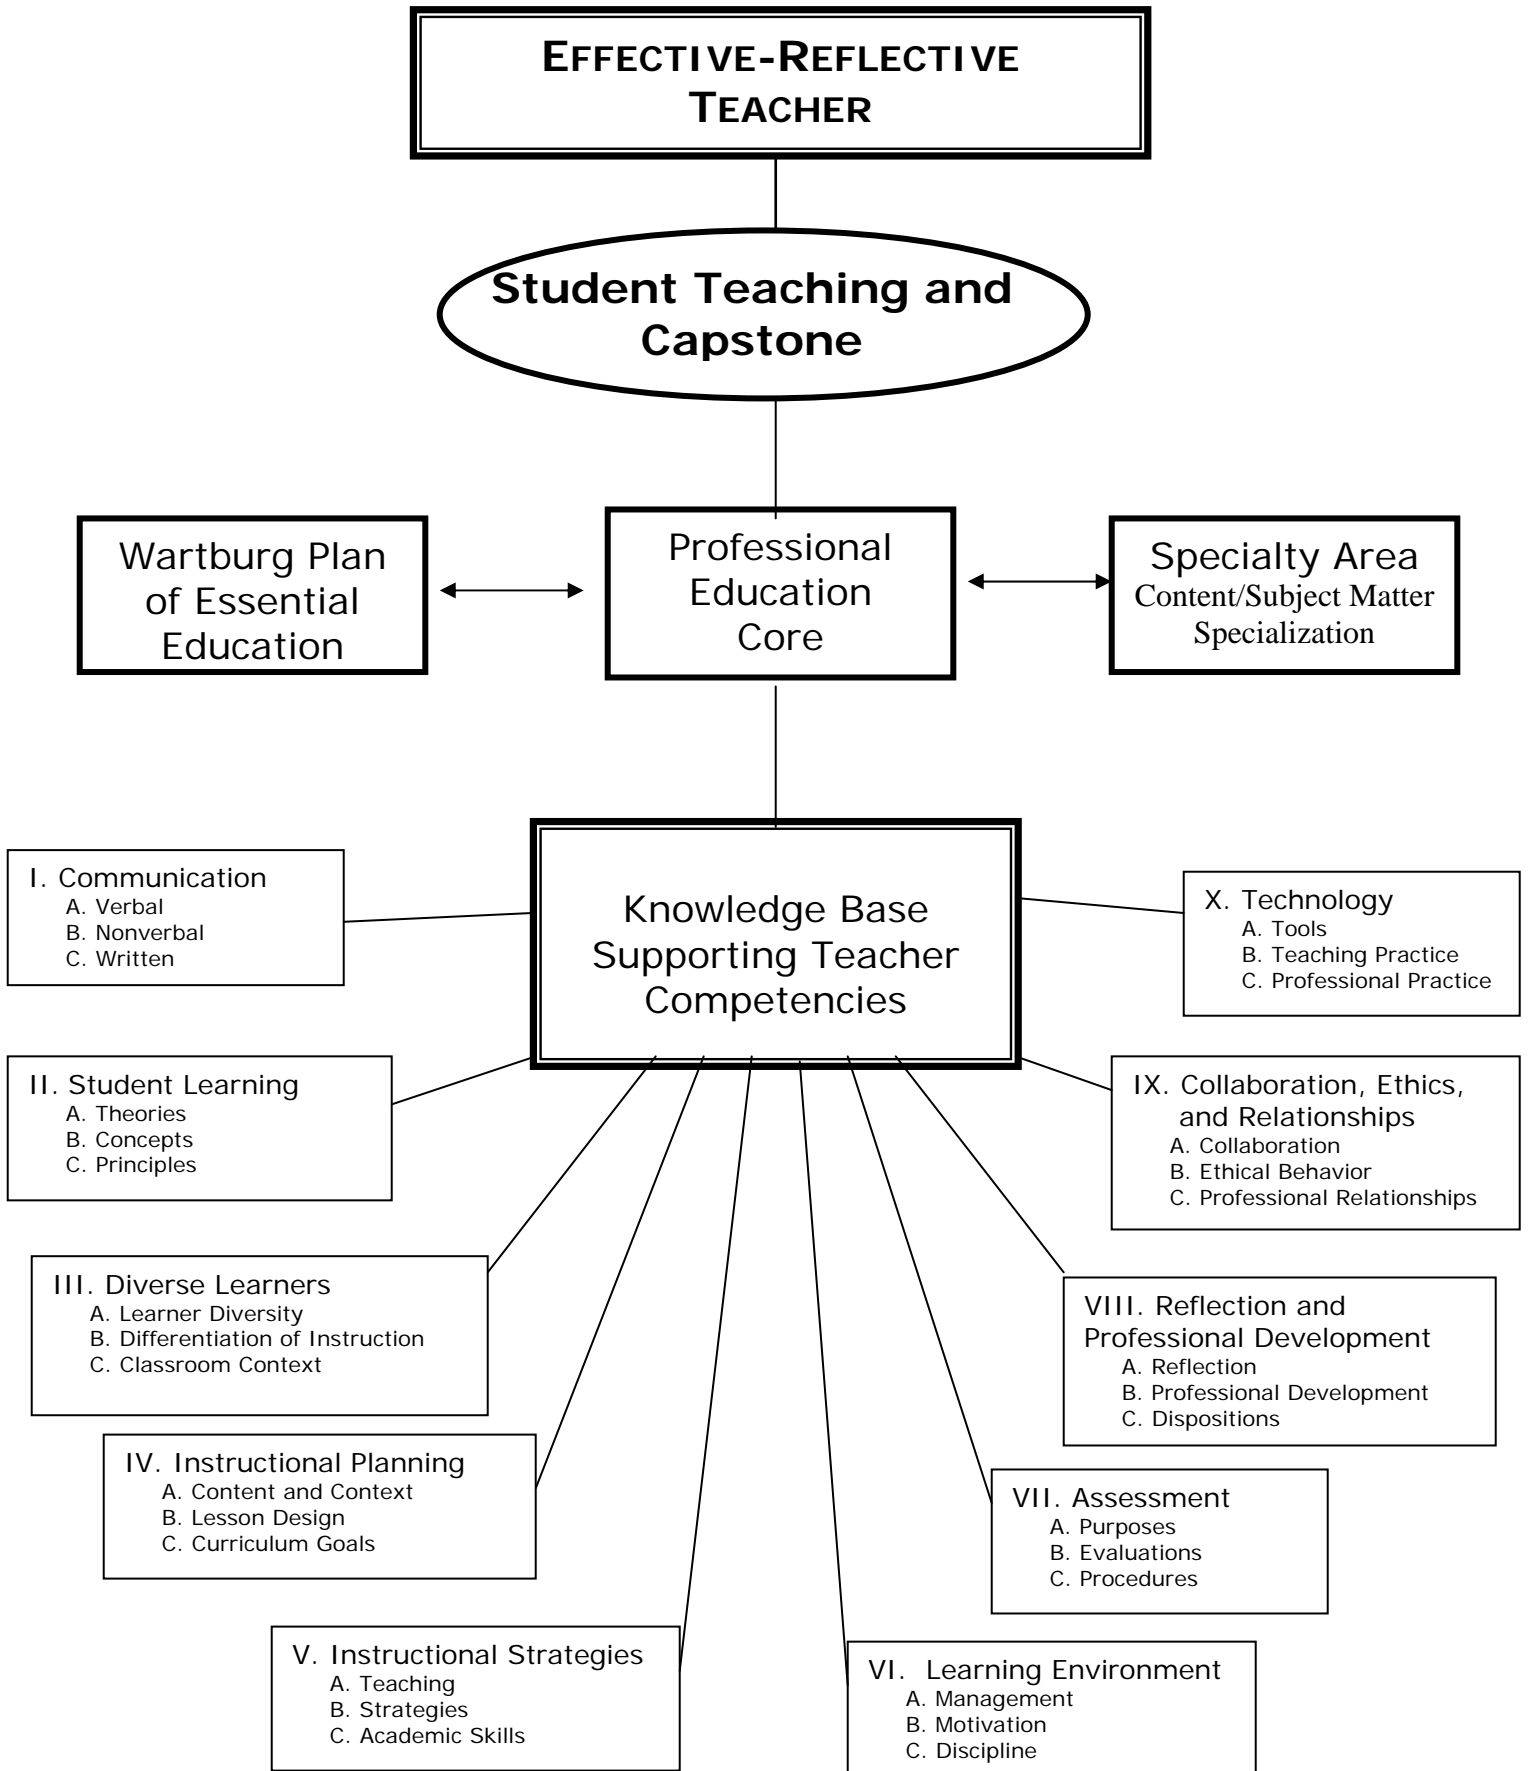 EFFECTIVE-REFLECTIVE
TEACHER
Student Teaching and
Capstone
Wartburg Plan
of Essential
Education
Professional
Education
Core
Specialty Area
Content/Subject Matter
Specialization
Knowledge Base
Supporting Teacher
Competencies
I. Communication
A. Verbal
B. Nonverbal
C. Written
II. Student Learning
A. Theories
B. Concepts
C. Principles
III. Diverse Learners
A. Learner Diversity
B. Differentiation of Instruction
C. Classroom Context
IV. Instructional Planning
A. Content and Context
B. Lesson Design
C. Curriculum Goals
V. Instructional Strategies
A. Teaching
B. Strategies
C. Academic Skills
VI. Learning Environment
A. Management
B. Motivation
C. Discipline
VII. Assessment
A. Purposes
B. Evaluations
C. Procedures
VIII. Reflection and
Professional Development
A. Reflection
B. Professional Development
C. Dispositions
IX. Collaboration, Ethics,
and Relationships
A. Collaboration
B. Ethical Behavior
C. Professional Relationships
X. Technology
A. Tools
B. Teaching Practice
C. Professional Practice